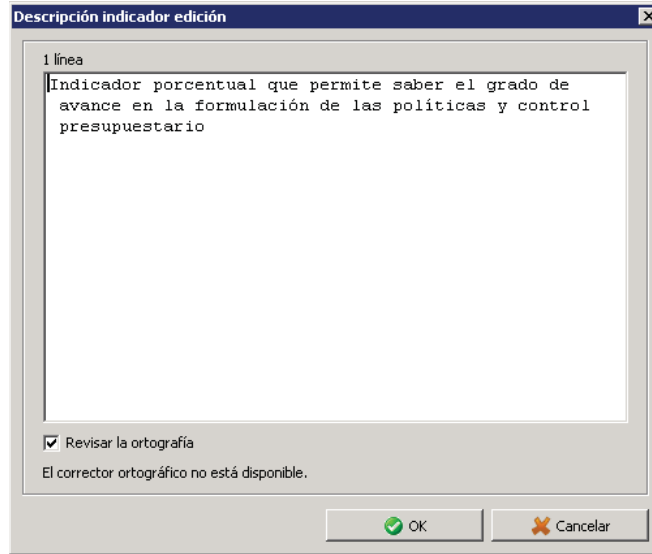 Descripción indicador edición
1 línea
Indicador porcentual que permite saber el grado de
avance en la formulación de las políticas y control
presupuestario
Revisar la ortografía
El corrector ortográfico no está disponible.
OK
Cancelar